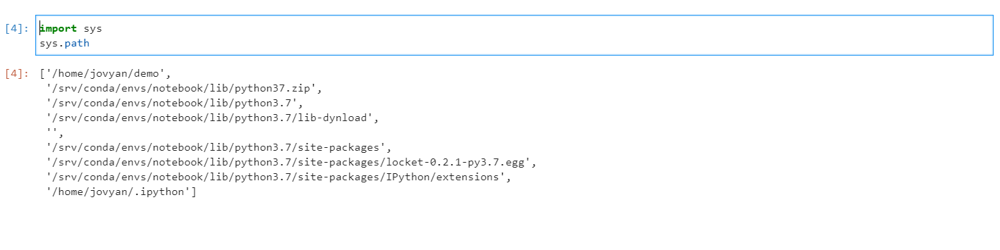 [4]: import sys
sys.path
[4]: ['/home/jovyan/demo',
'/srv/conda/envs/notebook/lib/python37.zip',
'/srv/conda/envs/notebook/lib/python3.7',
'/srv/conda/envs/notebook/lib/python3.7/lib-dynload',
'',
'/srv/conda/envs/notebook/lib/python3.7/site-packages',
'/srv/conda/envs/notebook/lib/python3.7/site-packages/locket-0.2.1-py3.7.egg',
'/srv/conda/envs/notebook/lib/python3.7/site-packages/IPython/extensions',
'/home/jovyan/.ipython']